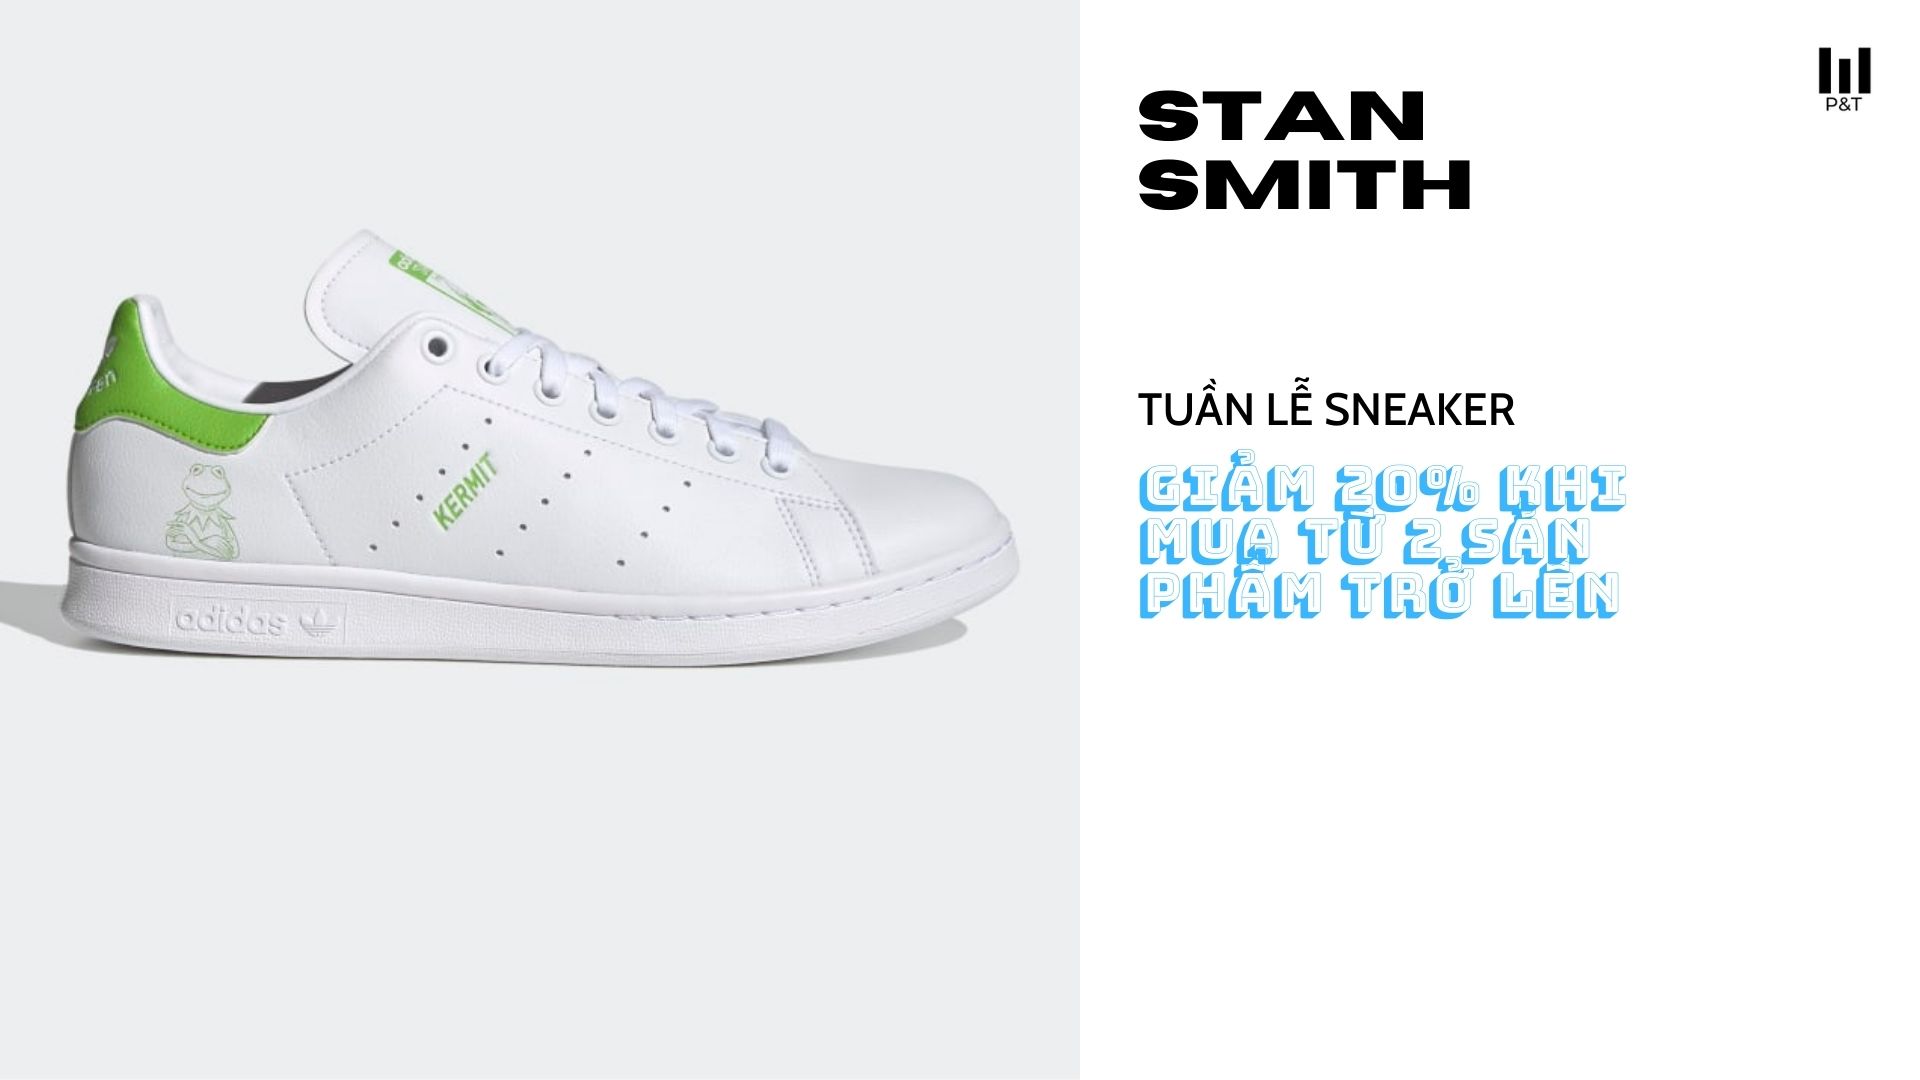 STAN
SMITH
P&T
TUẦN LỄ SNEAKER
GIẢM 20% KHI
MUA TỪ 2 SẢN
PHẨM TRỞ LÊN
KERMIT
adidas